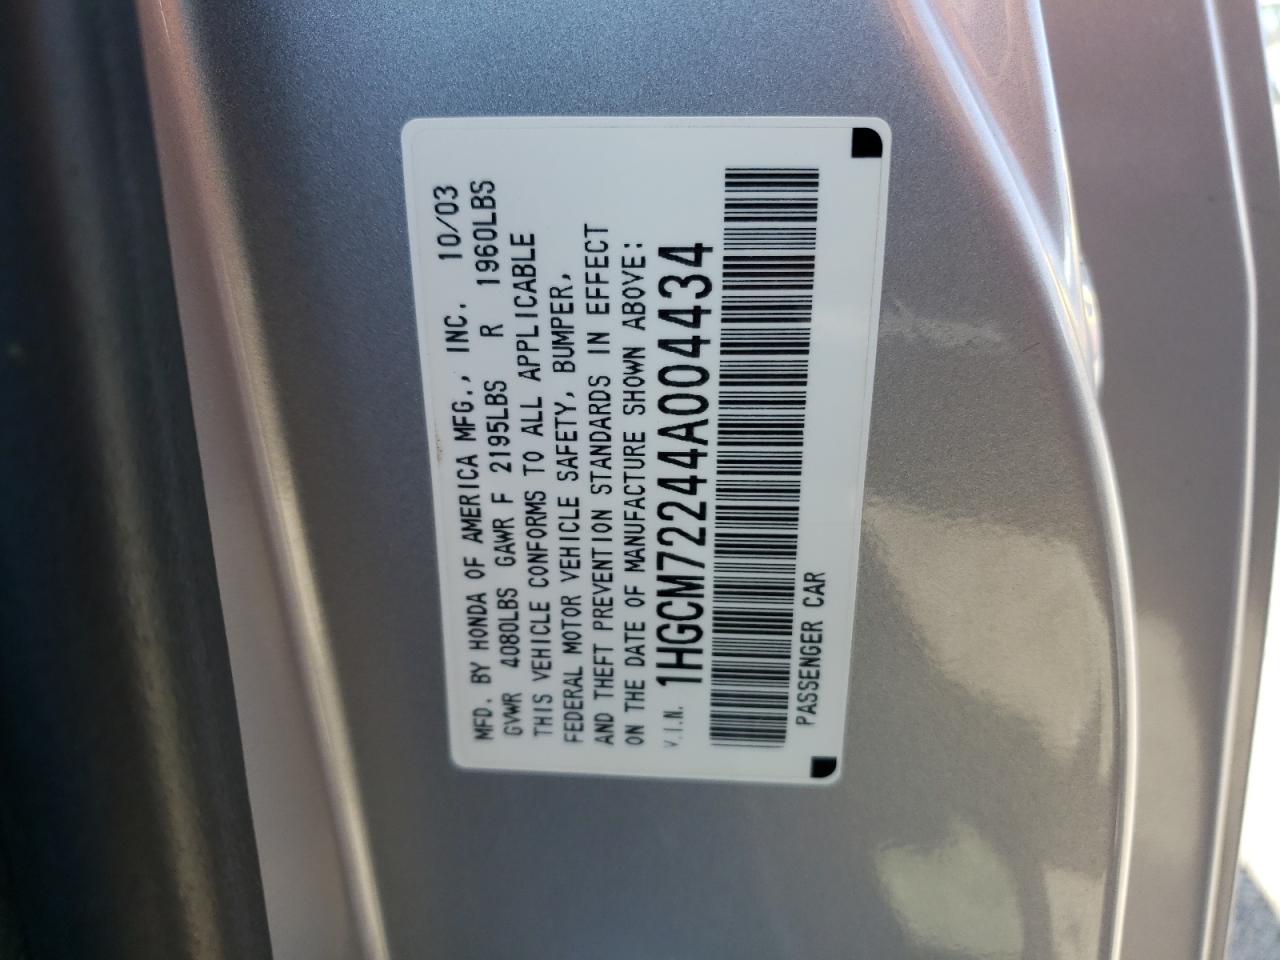 MFD. BY HONDA OF AMERICA MFG., INC. 10/03
GVWR 4080LBS GAWR F 2195LBS R 1960LBS
THIS VEHICLE CONFORMS TO ALL APPLICABLE
FEDERAL MOTOR VEHICLE SAFETY, BUMPER,
AND THEFT PREVENTION STANDARDS IN EFFECT
ON THE DATE OF MANUFACTURE SHOWN ABOVE:
V.I.N. 1HGCM72244A004434
PASSENGER CAR